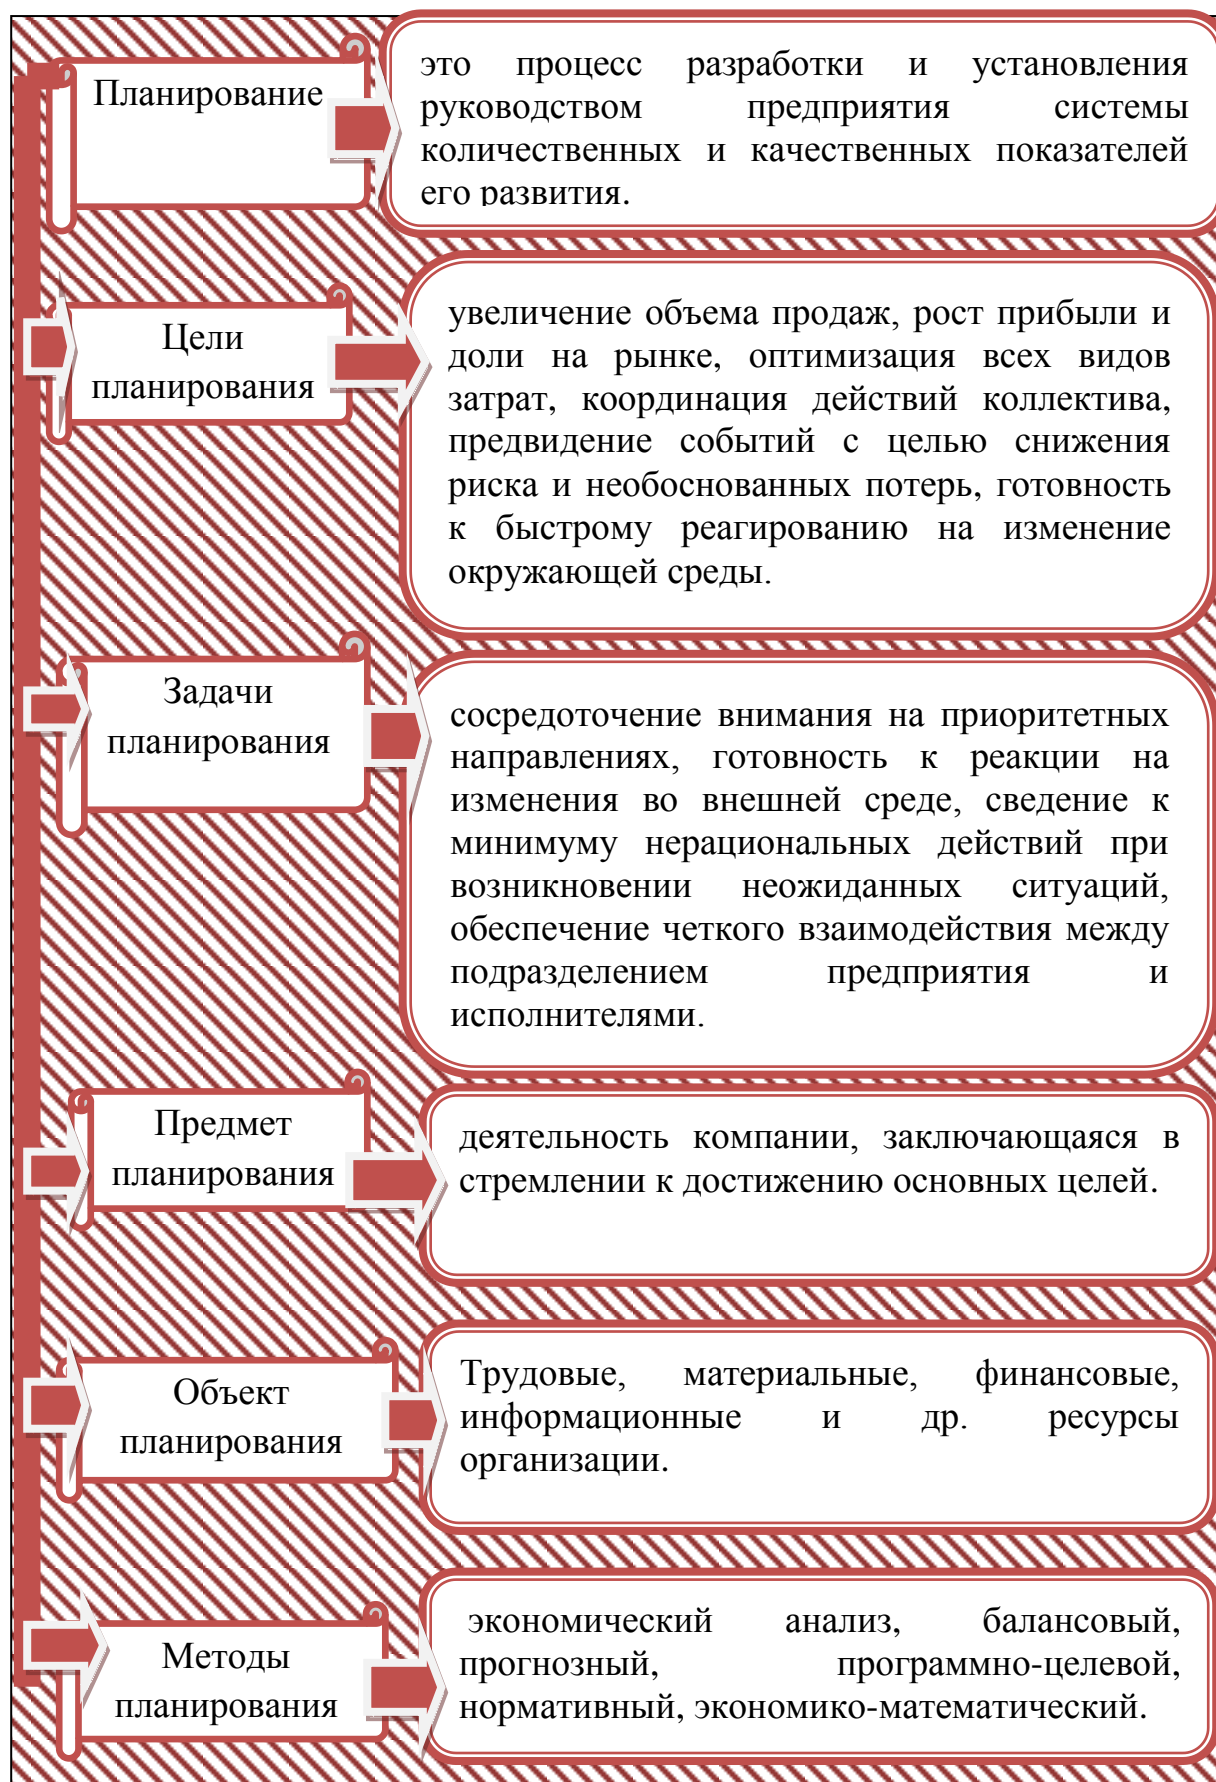 Планирование
это процесс разработки и установления
руководством предприятия системы
количественных и качественных показателей
его развития.
Цели
планирования
увеличение объема продаж, рост прибыли и
доли на рынке, оптимизация всех видов
затрат, координация действий коллектива,
предвидение событий с целью снижения
риска и необоснованных потерь, готовность
к быстрому реагированию на изменение
окружающей среды.
Задачи
планирования
сосредоточение внимания на приоритетных
направлениях, готовность к реакции на
изменения во внешней среде, сведение к
минимуму нерациональных действий при
возникновении неожиданных ситуаций,
обеспечение четкого взаимодействия между
подразделением предприятия и
исполнителями.
Предмет
планирования
деятельность компании, заключающаяся в
стремлении к достижению основных целей.
Объект
планирования
Трудовые, материальные, финансовые,
информационные и др. ресурсы
организации.
Методы
планирования
экономический анализ, балансовый,
прогнозный, программно-целевой,
нормативный, экономико-математический.